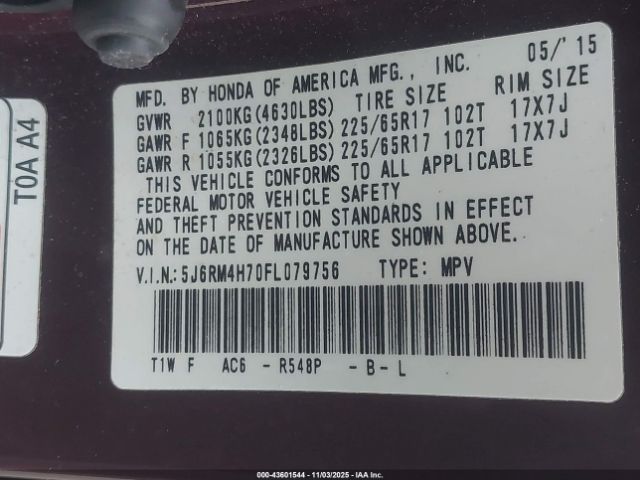 05/'15
MFD. BY HONDA OF AMERICA MFG., INC.
GVWR 2100KG(4630LBS) TIRE SIZE RIM SIZE
GAWR F 1065KG(2348LBS) 225/65R17 102T 17X7J
GAWR R 1055KG(2326LBS) 225/65R17 102T 17X7J
THIS VEHICLE CONFORMS TO ALL APPLICABLE
FEDERAL MOTOR VEHICLE SAFETY
AND THEFT PREVENTION STANDARDS IN EFFECT
ON THE DATE OF MANUFACTURE SHOWN ABOVE.
V.I.N.:5J6RM4H70FL079756 TYPE: MPV
T1W F AC6 - R548P - B - L
T0A A4
000-43601544 - 11/03/2025 - IAA Inc.